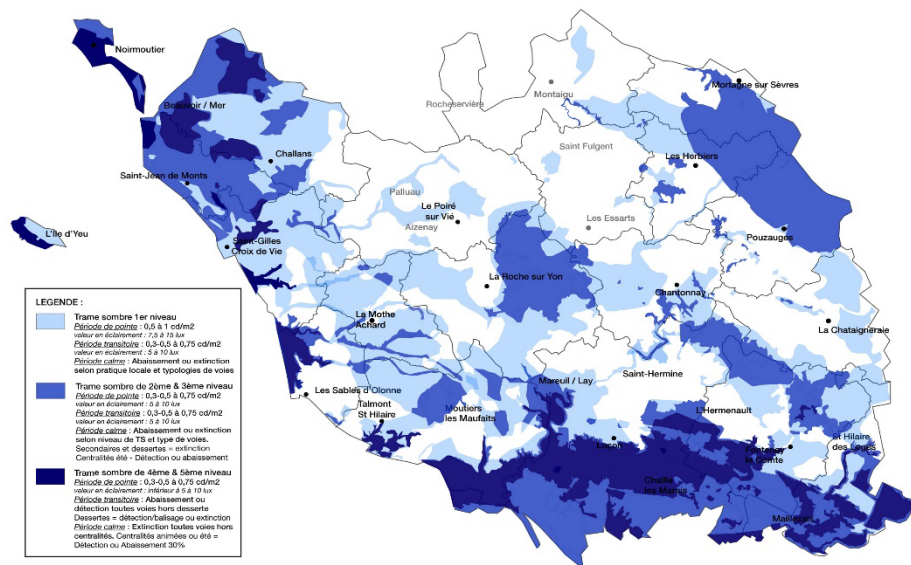 Noirmoutier
Rocheservière
Montaigu
Mortagne sur Sèvres
Beauvoir / Mer
Challans
Saint Fulgent
Les Herbiers
Saint-Jean de Monts
Palluau
Le Poiré
sur Vié
Aizenay
Les Essarts
Pouzauges
L'Ile d'Yeu
Saint-Gilles
Croix de Vie
La Roche sur Yon
Chantonnay
La Mothe
Achard
La Chataigneraie
Les Sables d'Olonne
Talmont
St Hilaire
Moutiers
les Mauxfaits
Mareuil / Lay
Saint-Hermine
L'Hermenault
Luçon
Fontenay
le Comte
St Hilaire
des Loges
Chaillé
les Marais
Maillezais
LEGENDE :
Trame sombre 1er niveau
Période de pointe : 0,5 à 1 cd/m2
valeur en éclairement : 7,5 à 15 lux
Période transitoire : 0,3-0,5 à 0,75 cd/m2
valeur en éclairement : 5 à 10 lux
Période calme : Abaissement ou extinction
selon pratique locale et typologies de voies
Trame sombre de 2ème & 3ème niveau
Période de pointe : 0,3-0,5 à 0,75 cd/m2
valeur en éclairement : 5 à 10 lux
Période transitoire : 0,3-0,5 à 0,75 cd/m2
valeur en éclairement : 5 à 10 lux
Période calme : Abaissement ou extinction
selon niveau de TS et type de voies.
Secondaires et dessertes = extinction
Centralités été - Détection ou abaissement
Trame sombre de 4ème & 5ème niveau
Période de pointe : 0,3-0,5 à 0,75 cd/m2
valeur en éclairement : inférieur à 5 à 10 lux
Période transitoire : Abaissement ou
détection toutes voies hors desserte
Dessertes = détection/balisage ou extinction
Période calme : Extinction toutes voies hors
centralités. Centralités animées ou été =
Détection ou Abaissement 30%